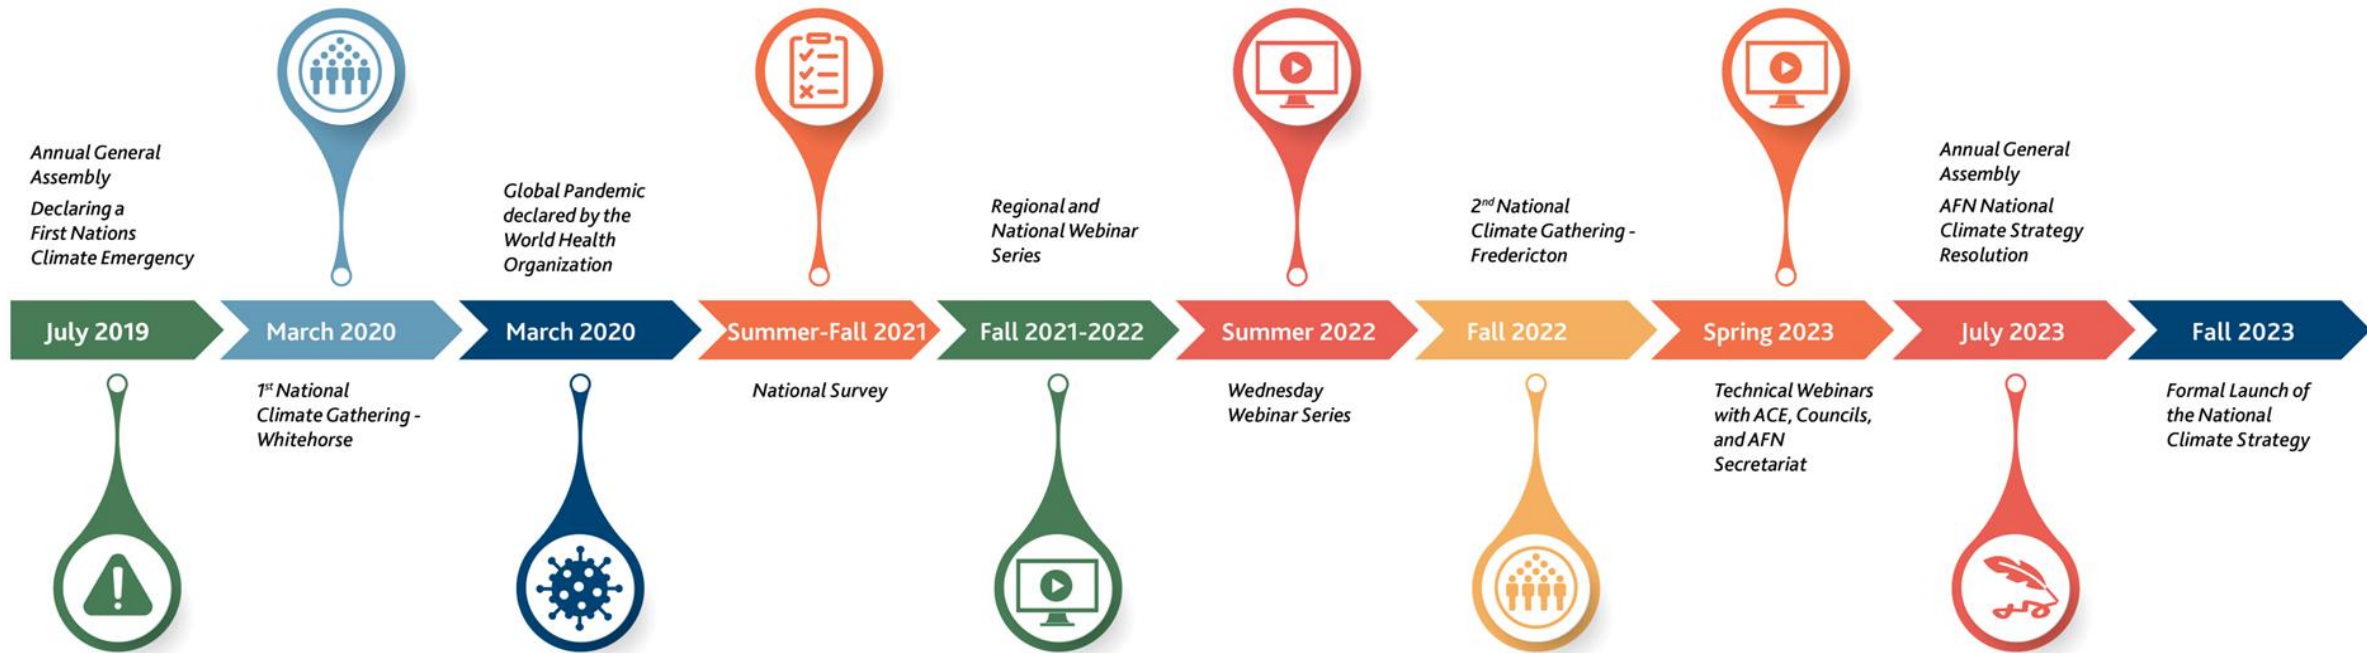 Annual General
Assembly
Declaring a
First Nations
Climate Emergency
July 2019
March 2020
1st National
Climate Gathering -
Whitehorse
Global Pandemic
declared by the
World Health
Organization
March 2020
Summer-Fall 2021
National Survey
Regional and
National Webinar
Series
Fall 2021-2022
Summer 2022
Wednesday
Webinar Series
2nd National
Climate Gathering -
Fredericton
Fall 2022
Spring 2023
Technical Webinars
with ACE, Councils,
and AFN
Secretariat
Annual General
Assembly
AFN National
Climate Strategy
Resolution
July 2023
Fall 2023
Formal Launch of
the National
Climate Strategy